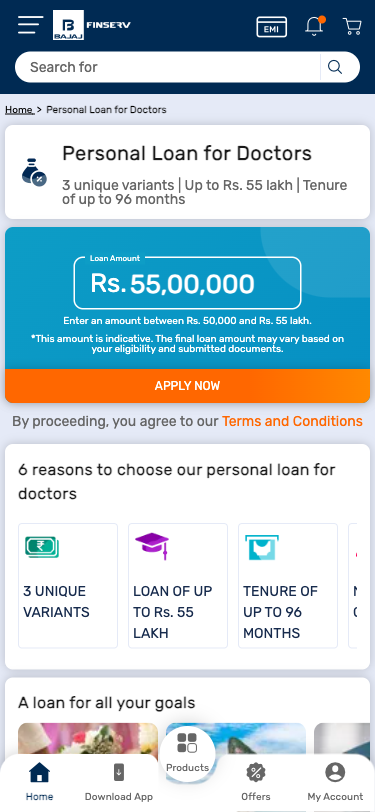 B
BAJAJ
FINSERV
EMI
Search for
Home > Personal Loan for Doctors
Personal Loan for Doctors
3 unique variants | Up to Rs. 55 lakh | Tenure
of up to 96 months
Loan Amount
Rs. 55,00,000
Enter an amount between Rs. 50,000 and Rs. 55 lakh.
*This amount is indicative. The final loan amount may vary based on
your eligibility and submitted documents.
APPLY NOW
By proceeding, you agree to our Terms and Conditions
6 reasons to choose our personal loan for
doctors
3 UNIQUE
VARIANTS
LOAN OF UP
TO Rs. 55
LAKH
TENURE OF
UP TO 96
MONTHS
A loan for all your goals
Home
Download App
Products
Offers
My Account